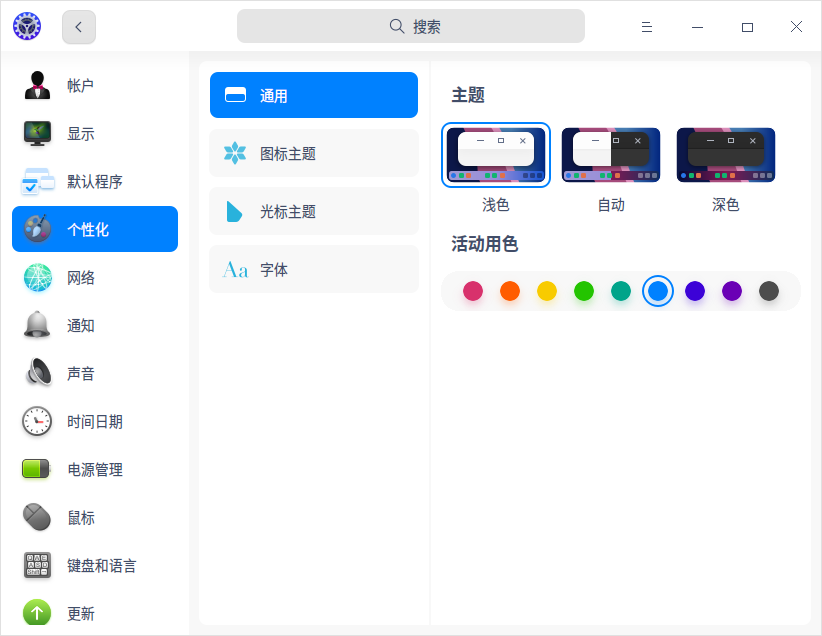 搜索
帐户
显示
默认程序
个性化
网络
通知
声音
时间日期
电源管理
鼠标
键盘和语言
更新
通用
图标主题
光标主题
Aa 字体
主题
浅色 自动 深色
活动用色